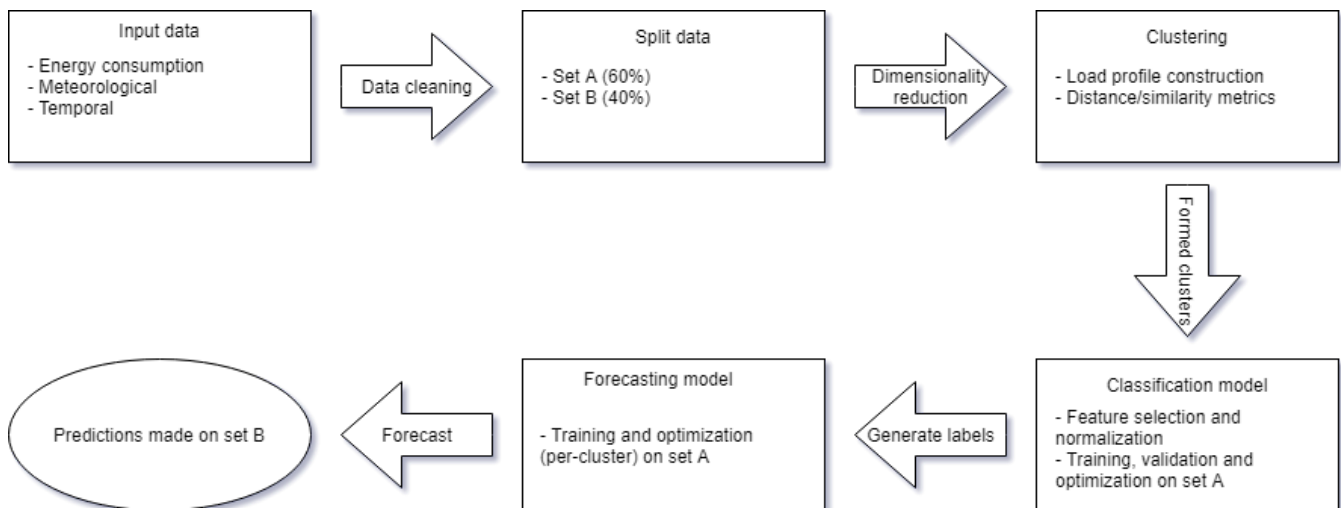 Input data
- Energy consumption
- Meteorological
- Temporal
Data cleaning
Split data
- Set A (60%)
- Set B (40%)
Dimensionality
reduction
Clustering
- Load profile construction
- Distance/similarity metrics
Formed clusters
Classification model
- Feature selection and
normalization
- Training, validation and
optimization on set A
Generate labels
Forecasting model
- Training and optimization
(per-cluster) on set A
Forecast
Predictions made on set B